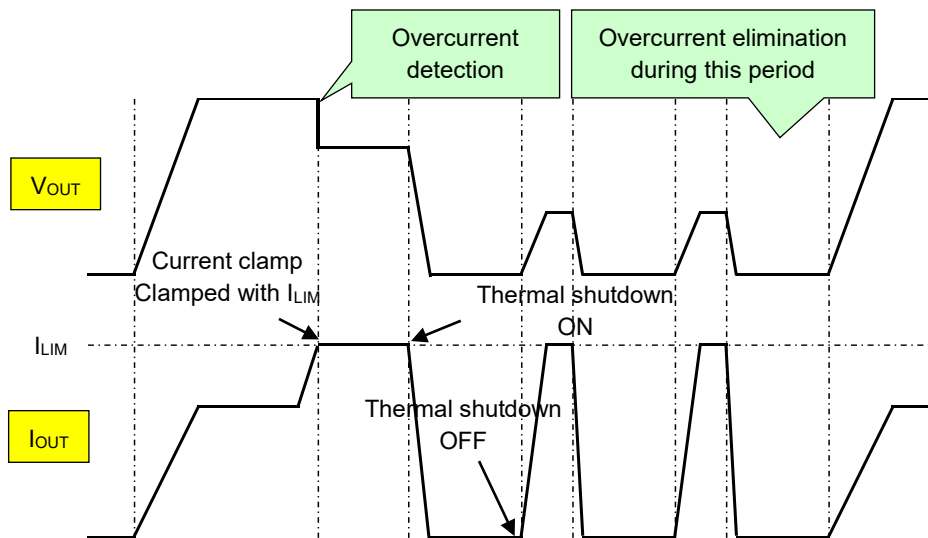 Overcurrent
detection
Overcurrent elimination
during this period
VOUT
Current clamp
Clamped with ILIM
Thermal shutdown
ON
ILIM
Thermal shutdown
OFF
IOUT